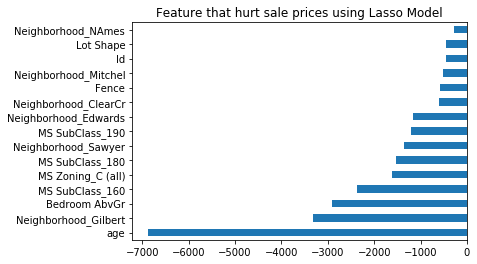 Feature that hurt sale prices using Lasso Model
Neighborhood_NAmes
Lot Shape
Id
Neighborhood_Mitchel
Fence
Neighborhood_ClearCr
Neighborhood_Edwards
MS SubClass_190
Neighborhood_Sawyer
MS SubClass_180
MS Zoning_C (all)
MS SubClass_160
Bedroom AbvGr
Neighborhood_Gilbert
age
−7000 −6000 −5000 −4000 −3000 −2000 −1000 0